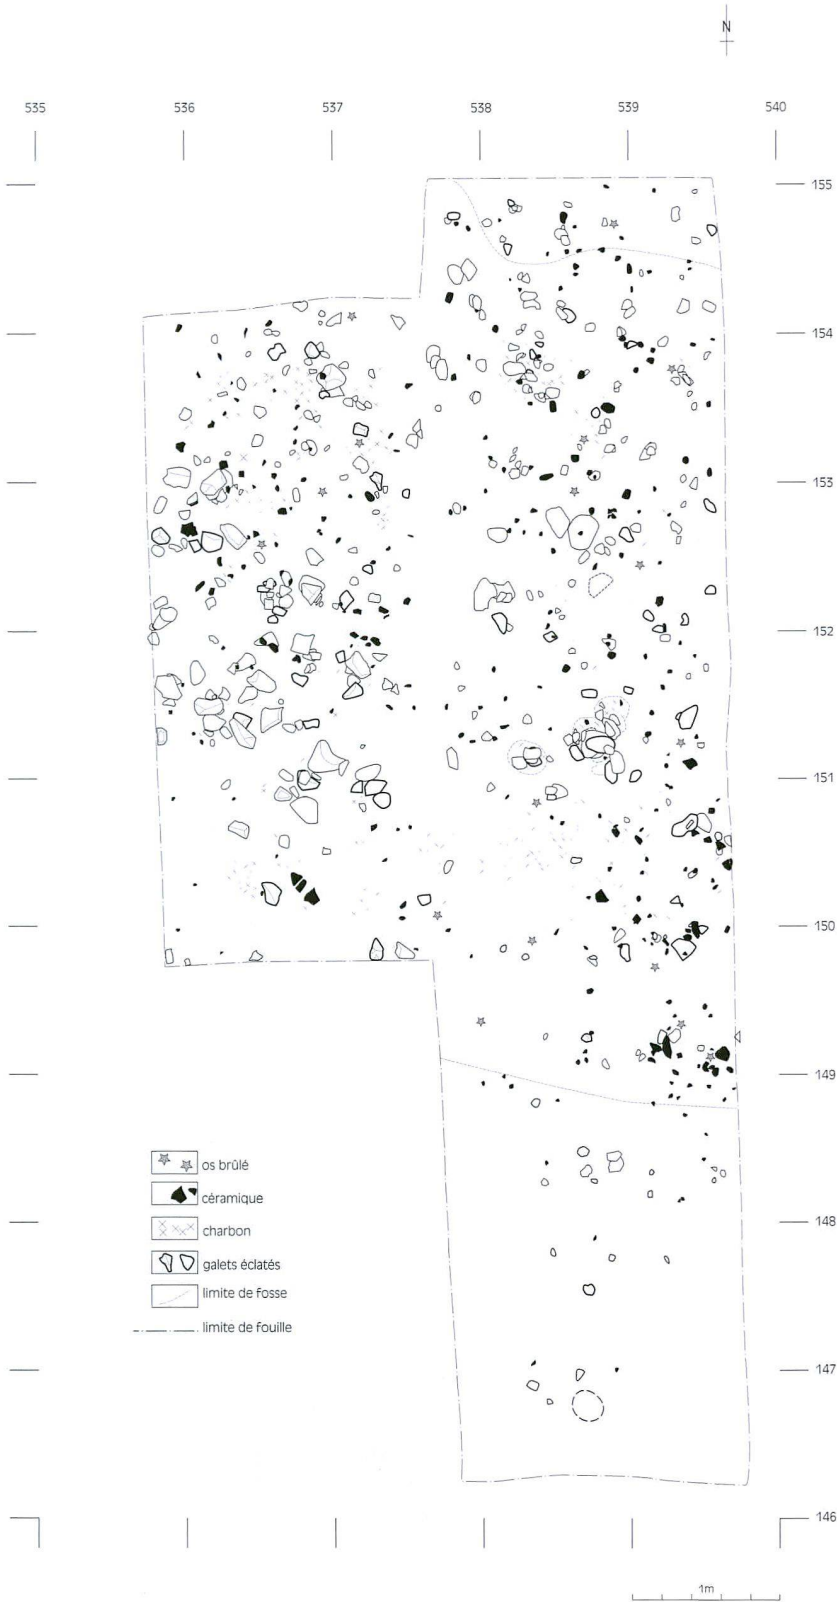 N
535 536 537 538 539 540
155
154
153
152
151
150
149
os brûlé
céramique
148
charbon
galets éclatés
limite de fosse
limite de fouille
147
146
1m